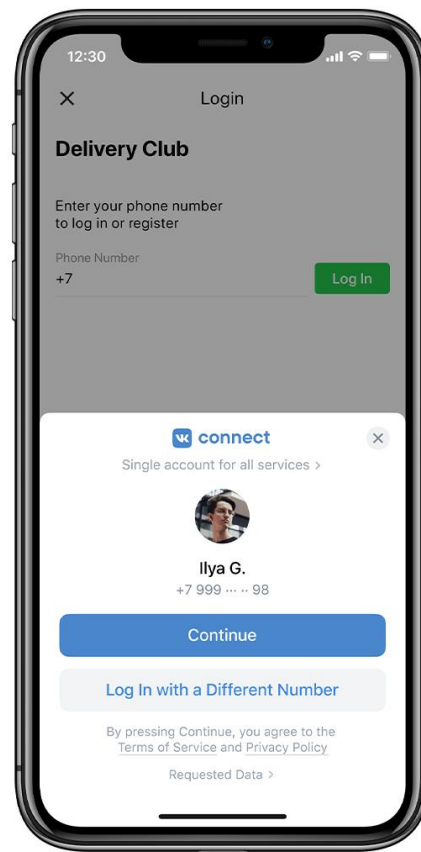 12:30
Login
Delivery Club
Enter your phone number
to log in or register
Phone Number
+7
Log In
VK connect
Single account for all services >
Ilya G.
+7 999 ··· ·· 98
Continue
Log In with a Different Number
By pressing Continue, you agree to the
Terms of Service and Privacy Policy
Requested Data >